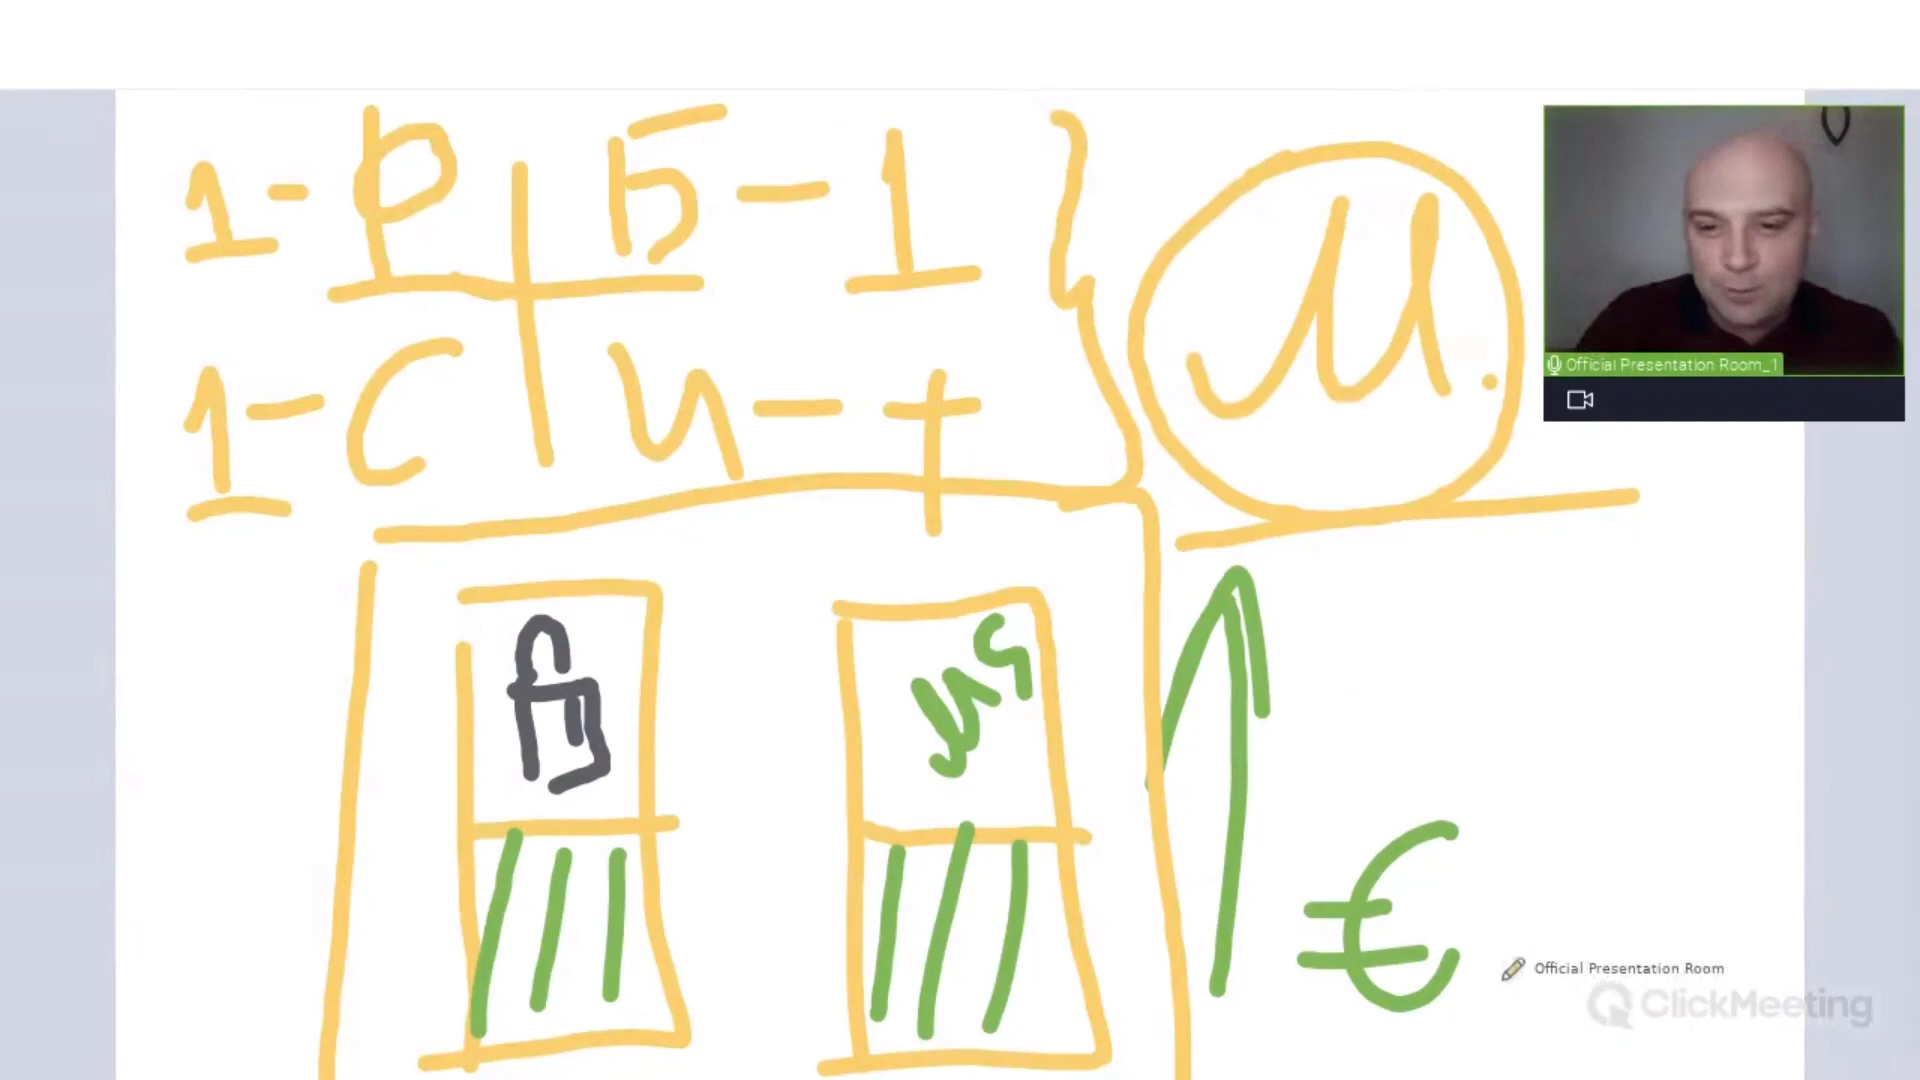 1 - Р Б - 1
1 - С И - +
М.
€
Official Presentation Room_1
Official Presentation Room
ClickMeeting